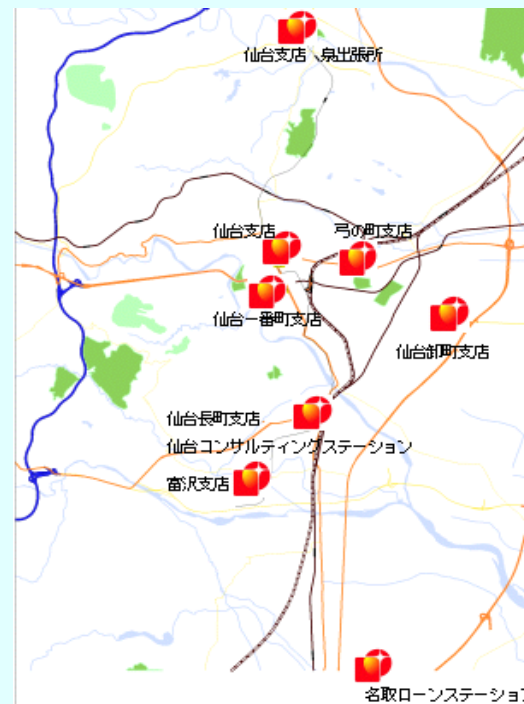 仙台支店 泉出張所
仙台支店
弓の町支店
仙台一番町支店
仙台卸町支店
仙台長町支店
仙台コンサルティングステーション
富沢支店
名取ローンステーション